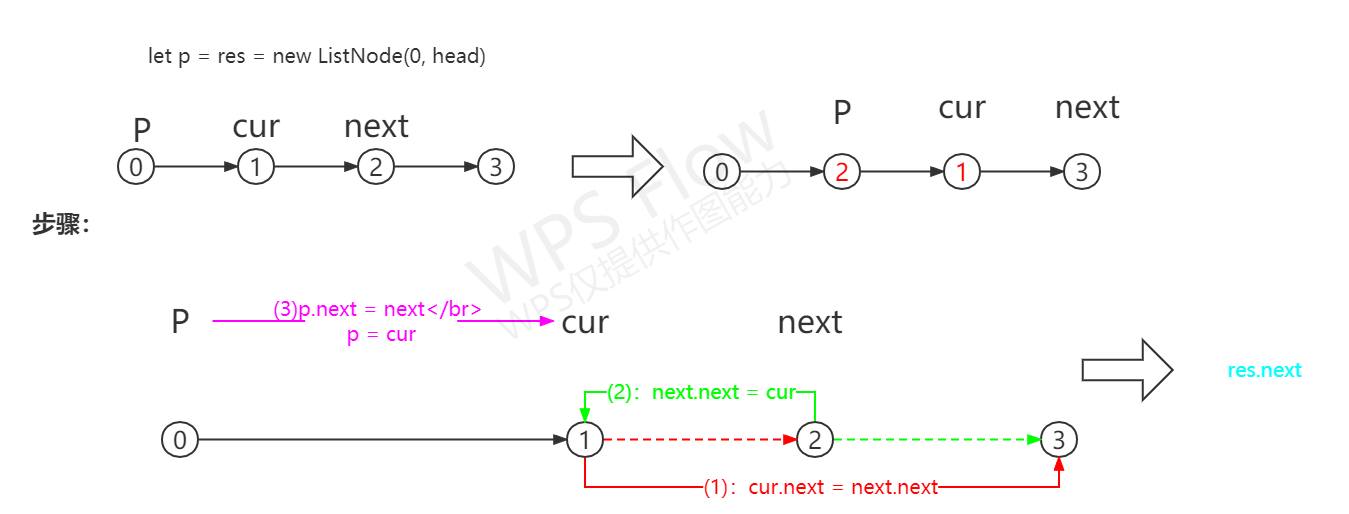 let p = res = new ListNode(0, head)
P cur next
P cur next
0 1 2 3
0 2 1 3
WPS Flow
WPS仅提供作图能力
步骤：
(3)p.next = next</br>
p = cur
P cur next
res.next
(2)：next.next = cur
0 1 2 3
(1)：cur.next = next.next